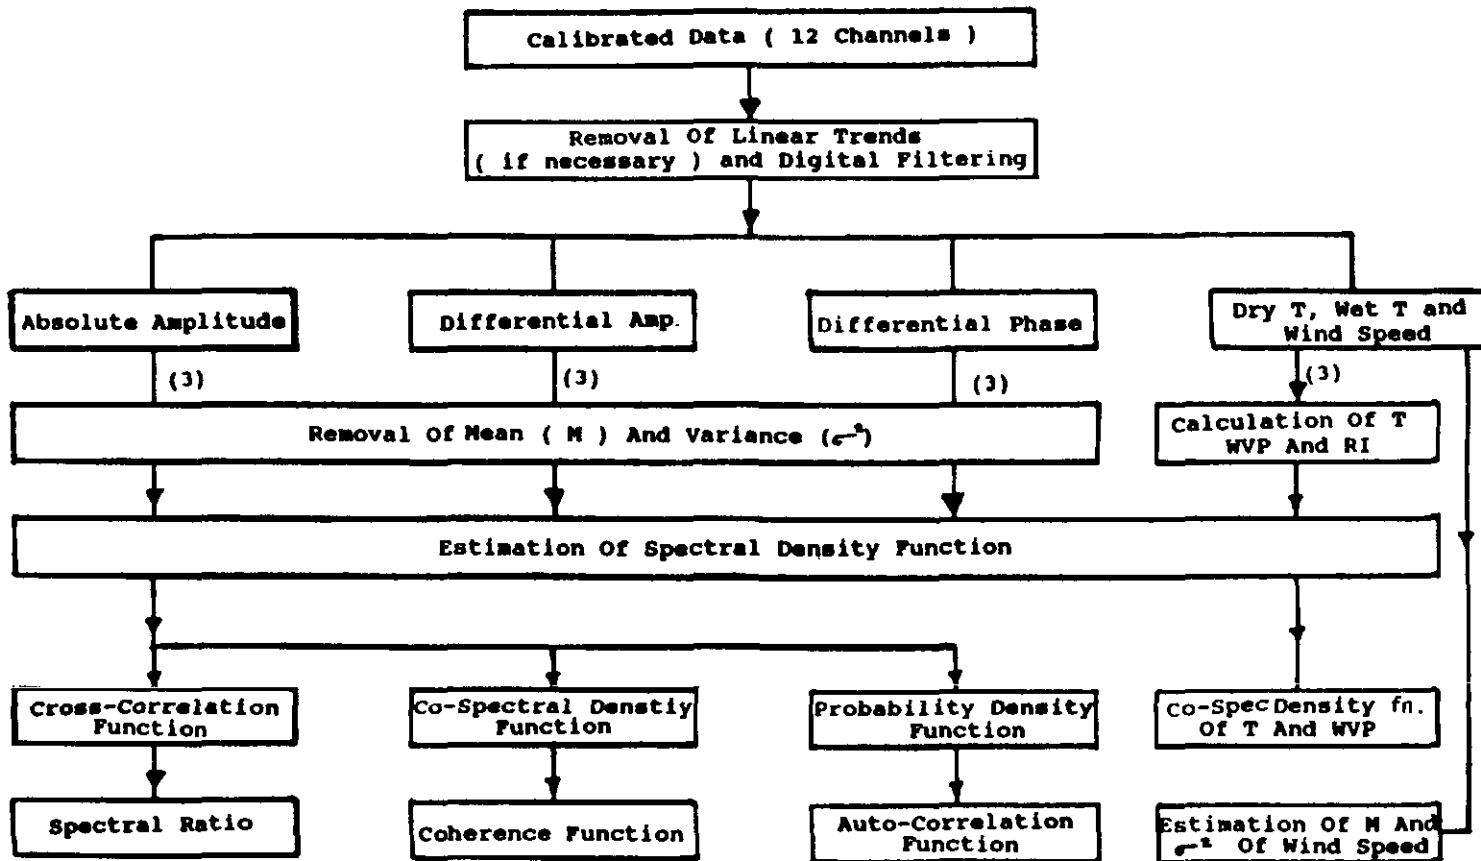 Calibrated Data ( 12 Channels )
Removal Of Linear Trends
( if necessary ) and Digital Filtering
Absolute Amplitude
Differential Amp.
Differential Phase
Dry T, Wet T and
Wind Speed
(3)
(3)
(3)
(3)
Removal Of Mean ( M ) And Variance (σ²)
Calculation Of T
WVP And RI
Estimation Of Spectral Density Function
Cross-Correlation
Function
Co-Spectral Denstiy
Function
Probability Density
Function
Co-Spec Density fn.
Of T And WVP
Spectral Ratio
Coherence Function
Auto-Correlation
Function
Estimation Of M And
σ² Of Wind Speed